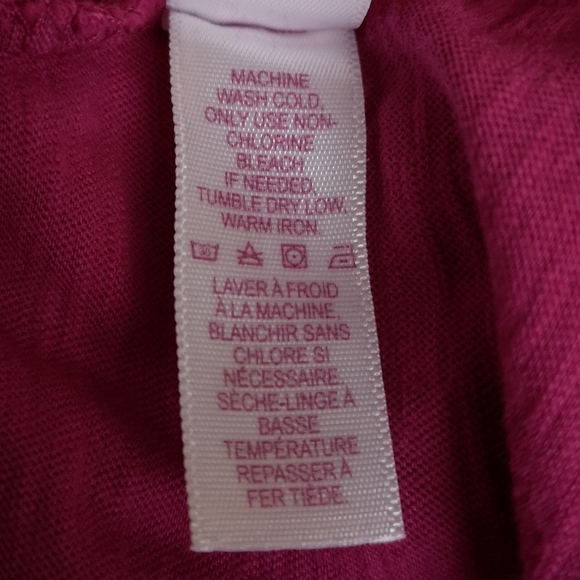 MACHINE
WASH COLD,
ONLY USE NON-
CHLORINE
BLEACH
IF NEEDED.
TUMBLE DRY LOW.
WARM IRON.
30
LAVER À FROID
À LA MACHINE.
BLANCHIR SANS
CHLORE SI
NÉCESSAIRE.
SÈCHE-LINGE À
BASSE
TEMPÉRATURE
REPASSER À
FER TIÈDE.